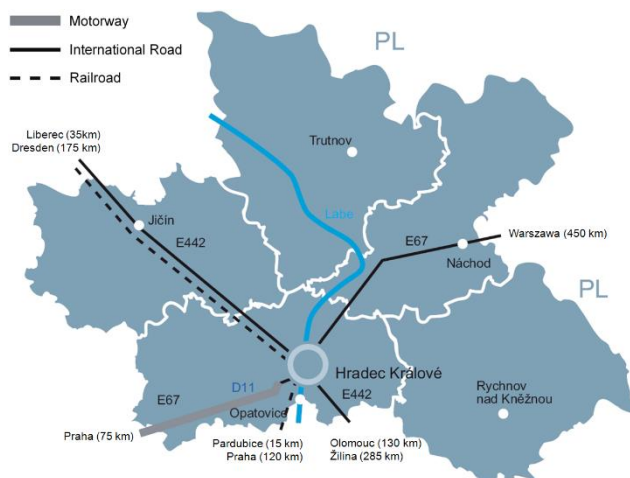 Motorway
International Road
Railroad
PL
Liberec (35km)
Dresden (175 km)
Trutnov
Labe
Jičín
E442
E67
Warszawa (450 km)
Náchod
PL
Hradec Králové
D11
E442
E67
Opatovice
Rychnov
nad Kněžnou
Praha (75 km)
Pardubice (15 km)
Praha (120 km)
Olomouc (130 km)
Žilina (285 km)